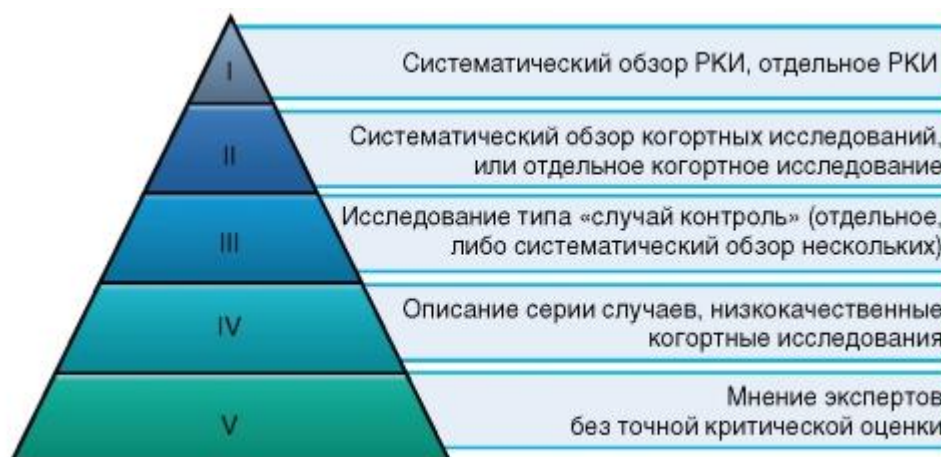 I
Систематический обзор РКИ, отдельное РКИ
II
Систематический обзор когортных исследований,
или отдельное когортное исследование
III
Исследование типа «случай контроль» (отдельное,
либо систематический обзор нескольких)
IV
Описание серии случаев, низкокачественные
когортные исследования
V
Мнение экспертов
без точной критической оценки